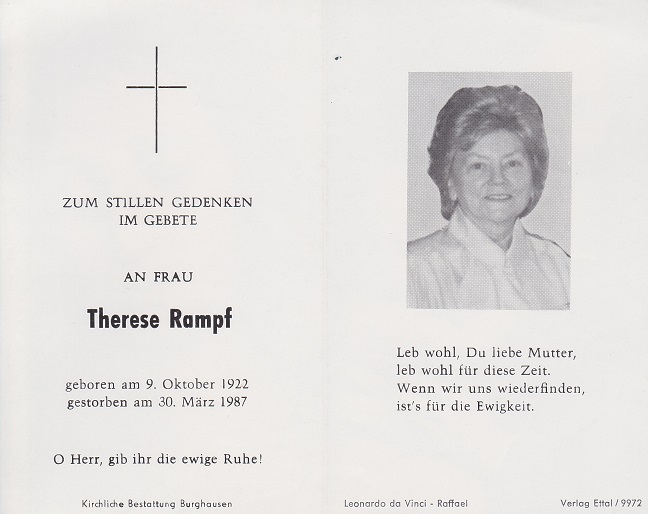 ZUM STILLEN GEDENKEN
IM GEBETE
AN FRAU
Therese Rampf
geboren am 9. Oktober 1922
gestorben am 30. März 1987
O Herr, gib ihr die ewige Ruhe!
Kirchliche Bestattung Burghausen
Leb wohl, Du liebe Mutter,
leb wohl für diese Zeit.
Wenn wir uns wiederfinden,
ist's für die Ewigkeit.
Leonardo da Vinci - Raffael
Verlag Ettal/9972